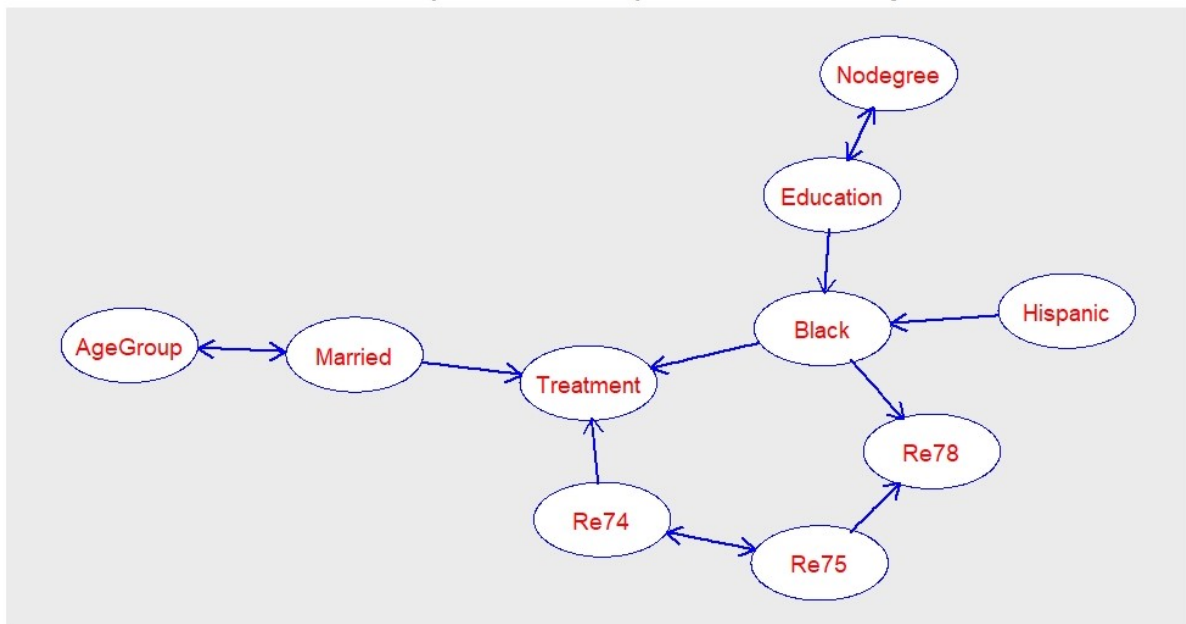 Nodegree
Education
Hispanic
Black
AgeGroup
Married
Treatment
Re78
Re74
Re75